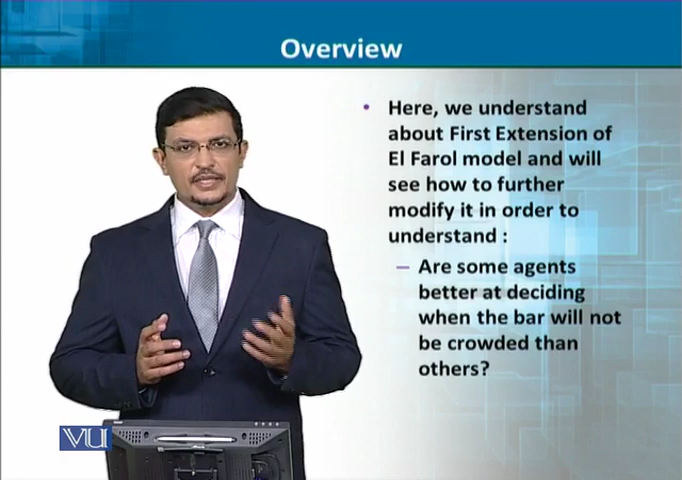 Overview
• Here, we understand
about First Extension of
El Farol model and will
see how to further
modify it in order to
understand :
– Are some agents
better at deciding
when the bar will not
be crowded than
others?
VU